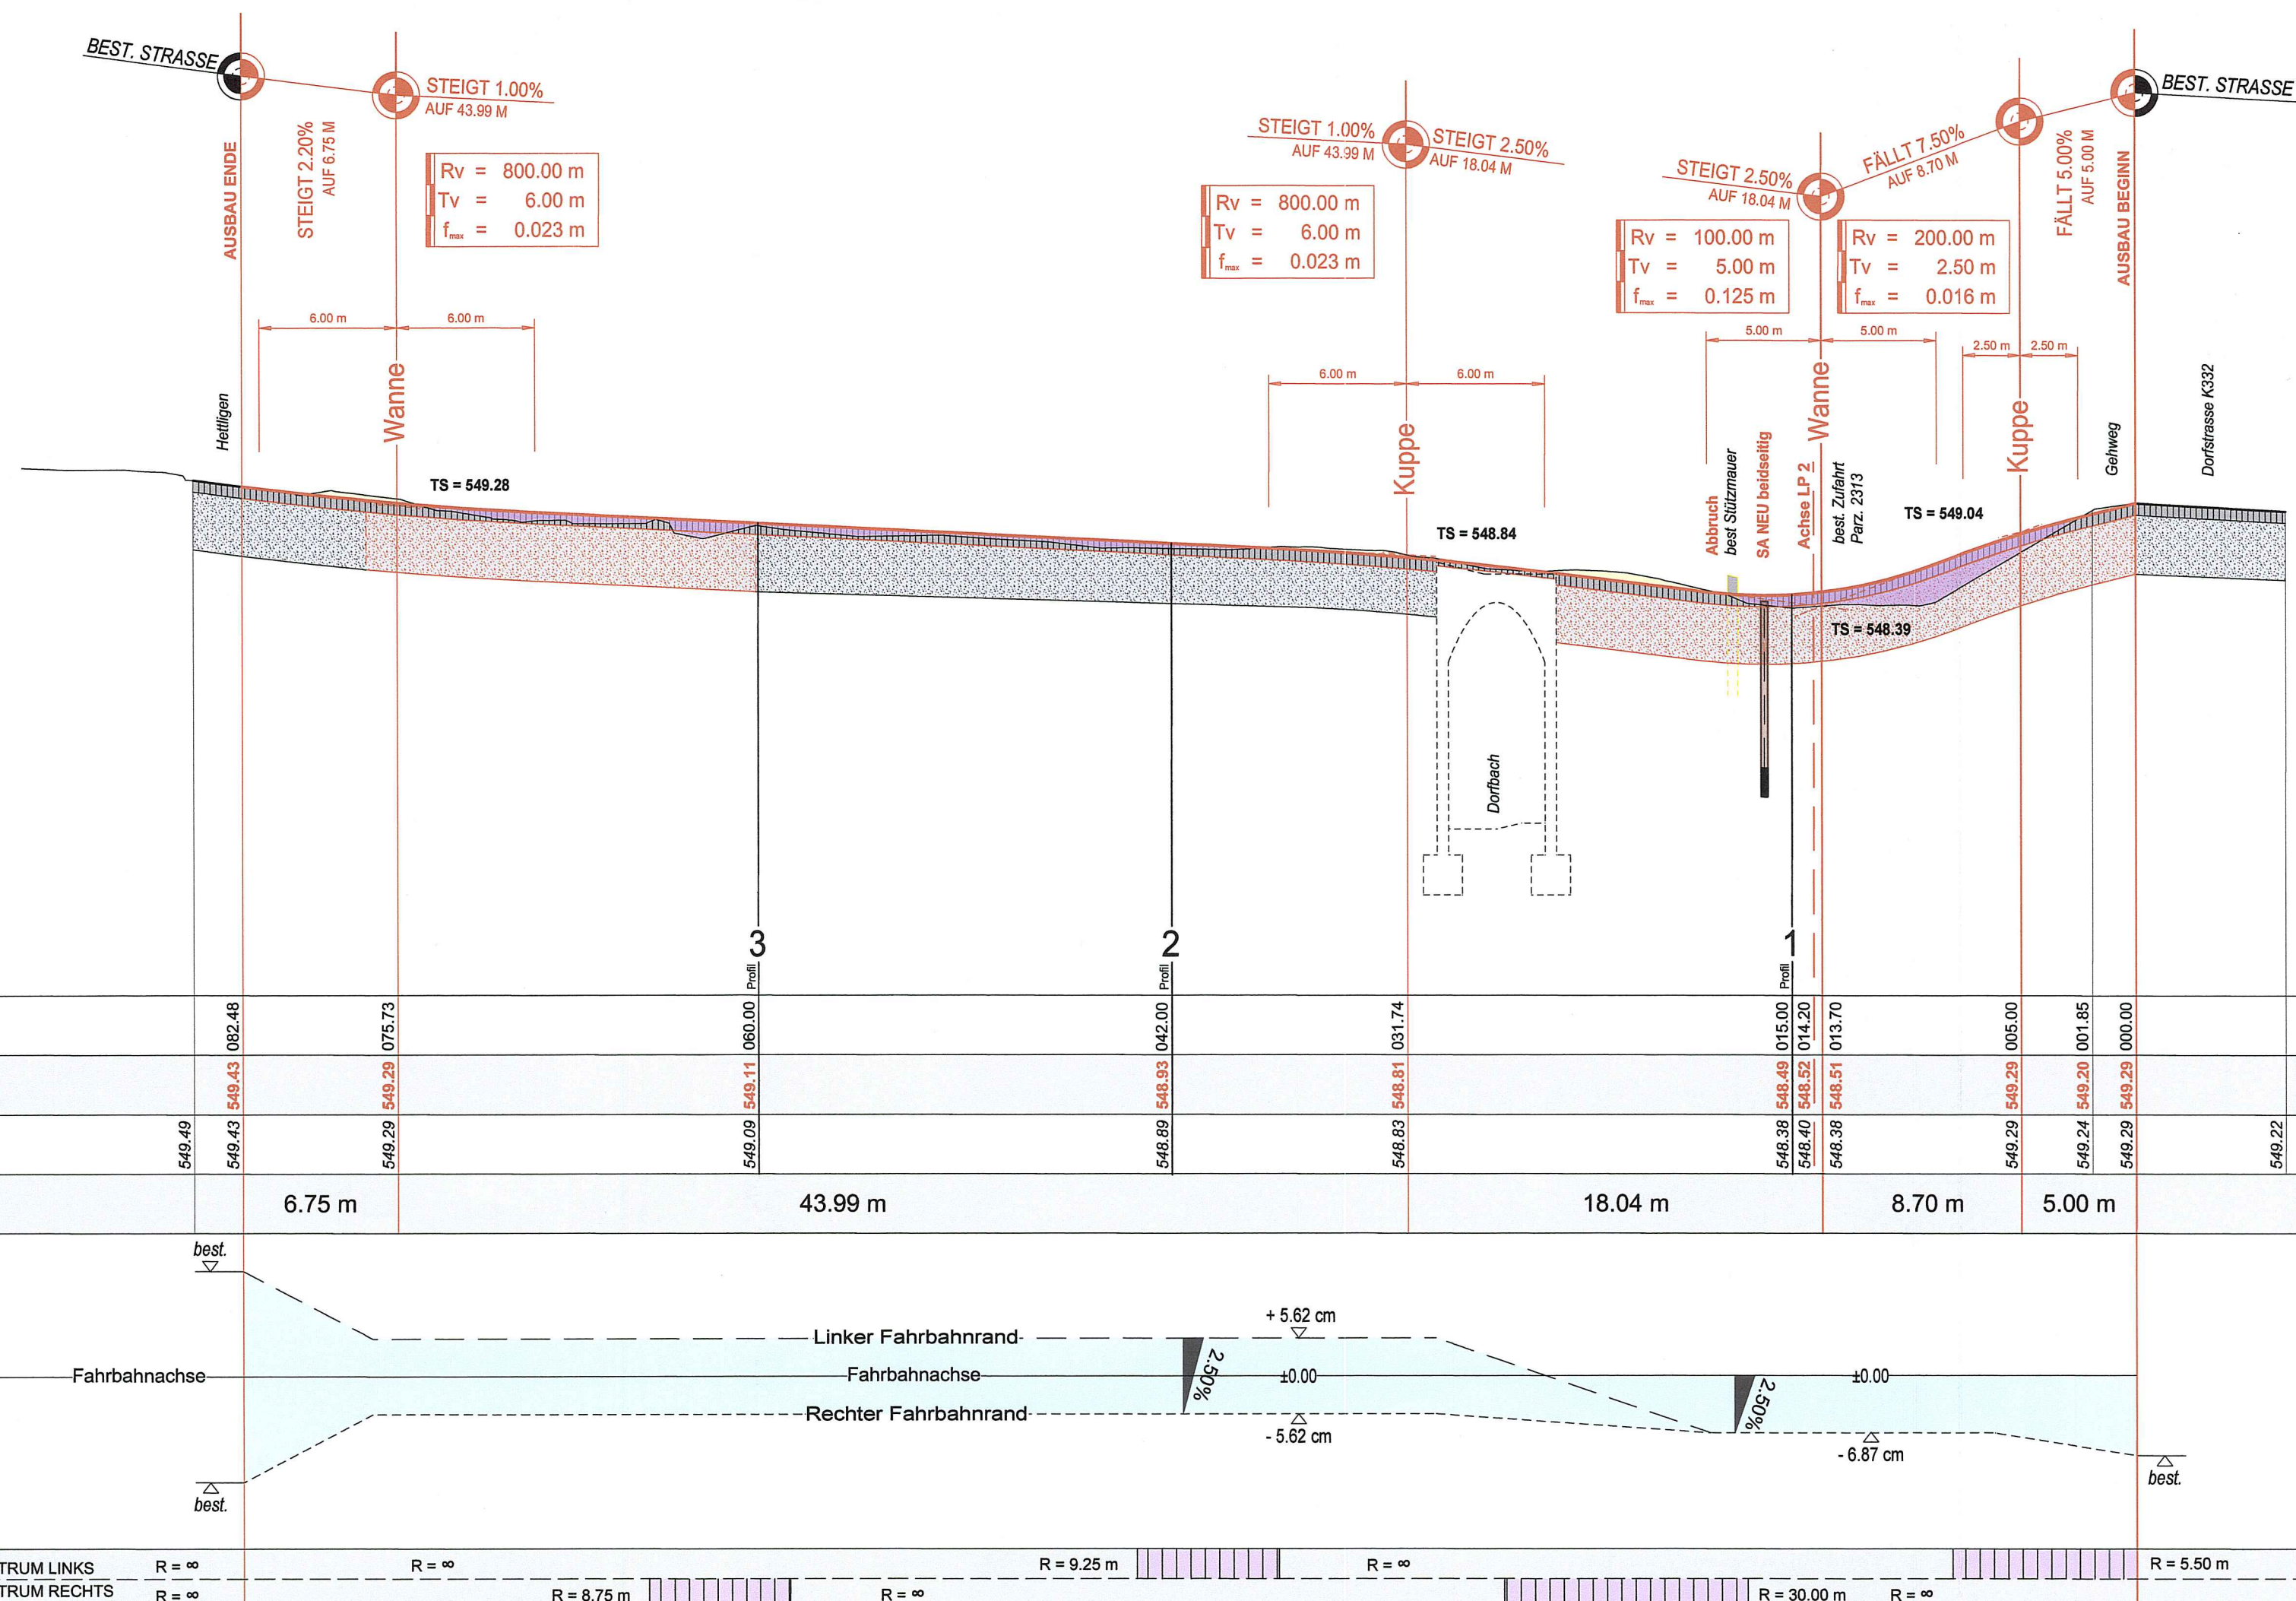 BEST. STRASSE
STEIGT 1.00%
AUF 43.99 M
STEIGT 2.20%
AUF 6.75 M
AUSBAU ENDE
Rv = 800.00 m
Tv = 6.00 m
fmax = 0.023 m
STEIGT 1.00%
AUF 43.99 M
STEIGT 2.50%
AUF 18.04 M
Rv = 800.00 m
Tv = 6.00 m
fmax = 0.023 m
STEIGT 2.50%
AUF 18.04 M
FÄLLT 7.50%
AUF 8.70 M
Rv = 100.00 m
Tv = 5.00 m
fmax = 0.125 m
Rv = 200.00 m
Tv = 2.50 m
fmax = 0.016 m
FÄLLT 5.00%
AUF 5.00 M
AUSBAU BEGINN
BEST. STRASSE
6.00 m
6.00 m
6.00 m
6.00 m
5.00 m
5.00 m
2.50 m
2.50 m
Hettligen
Wanne
Kuppe
Abbruch
best Stützmauer
SA NEU beidseitig
Achse LP 2
Wanne
best. Zufahrt
Parz. 2313
Kuppe
Gehweg
Dorfstrasse K332
TS = 549.28
TS = 548.84
TS = 549.04
TS = 548.39
Dorfbach
3
Profil
2
Profil
1
Profil
082.48
075.73
060.00
042.00
031.74
015.00
014.20
013.70
005.00
001.85
000.00
549.43
549.29
549.11
548.93
548.81
548.49
548.52
548.51
549.29
549.20
549.29
549.49
549.43
549.29
549.09
548.89
548.83
548.38
548.40
548.38
549.29
549.24
549.29
549.22
6.75 m
43.99 m
18.04 m
8.70 m
5.00 m
best.
+ 5.62 cm
Linker Fahrbahnrand
Fahrbahnachse
Fahrbahnachse
2.50%
±0.00
2.50%
±0.00
Rechter Fahrbahnrand
- 5.62 cm
- 6.87 cm
best.
best.
TRUM LINKS
R = ∞
R = ∞
R = 9.25 m
R = ∞
R = 5.50 m
TRUM RECHTS
R = ∞
R = 8.75 m
R = ∞
R = 30.00 m
R = ∞